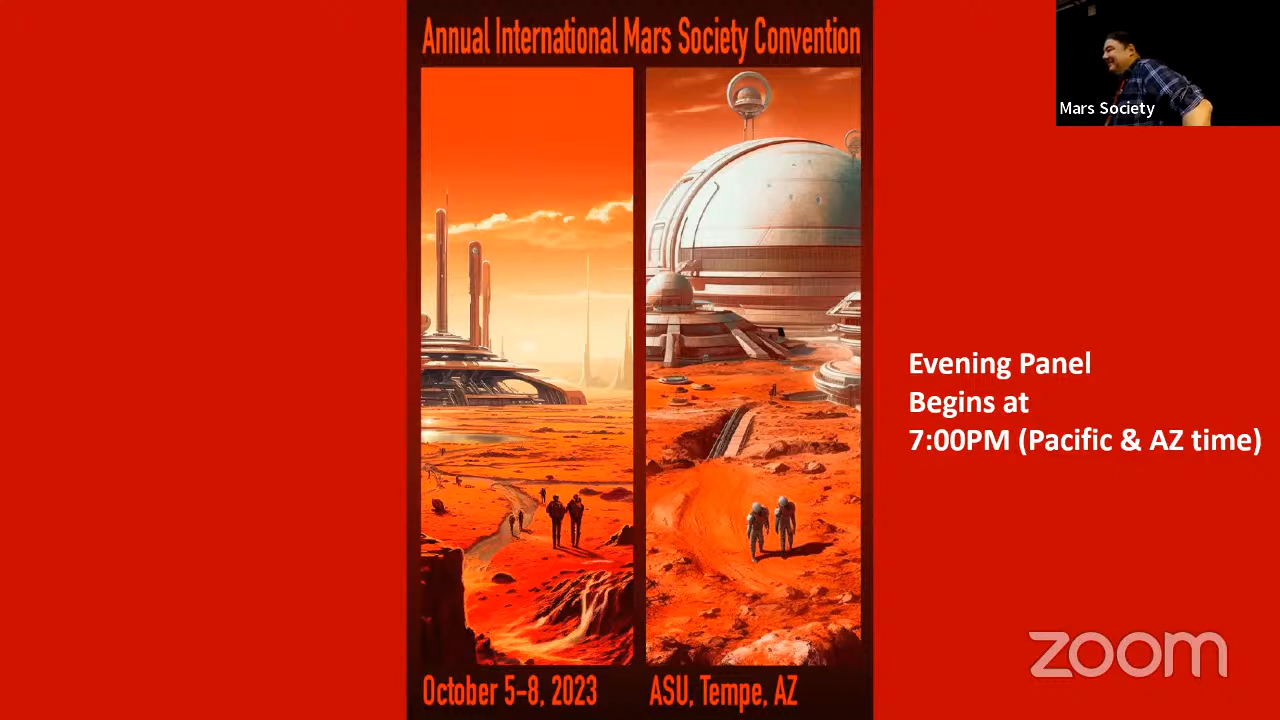 Annual International Mars Society Convention
Mars Society
Evening Panel
Begins at
7:00PM (Pacific & AZ time)
zoom
October 5-8, 2023
ASU, Tempe, AZ